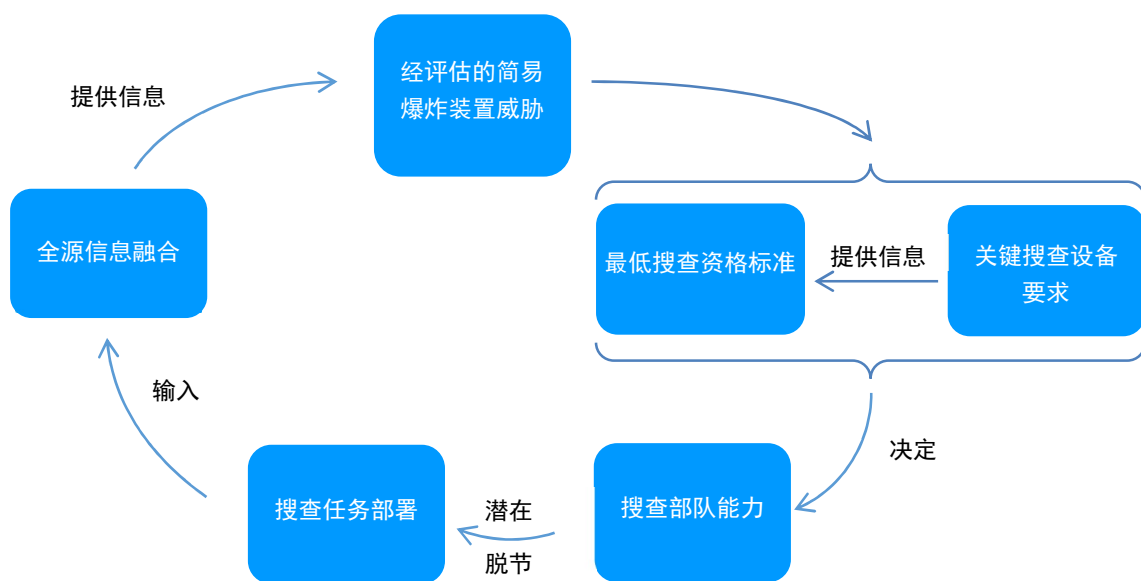 经评估的简易
爆炸装置威胁
提供信息
全源信息融合
最低搜查资格标准
提供信息
关键搜查设备
要求
输入
决定
搜查任务部署
潜在
脱节
搜查部队能力